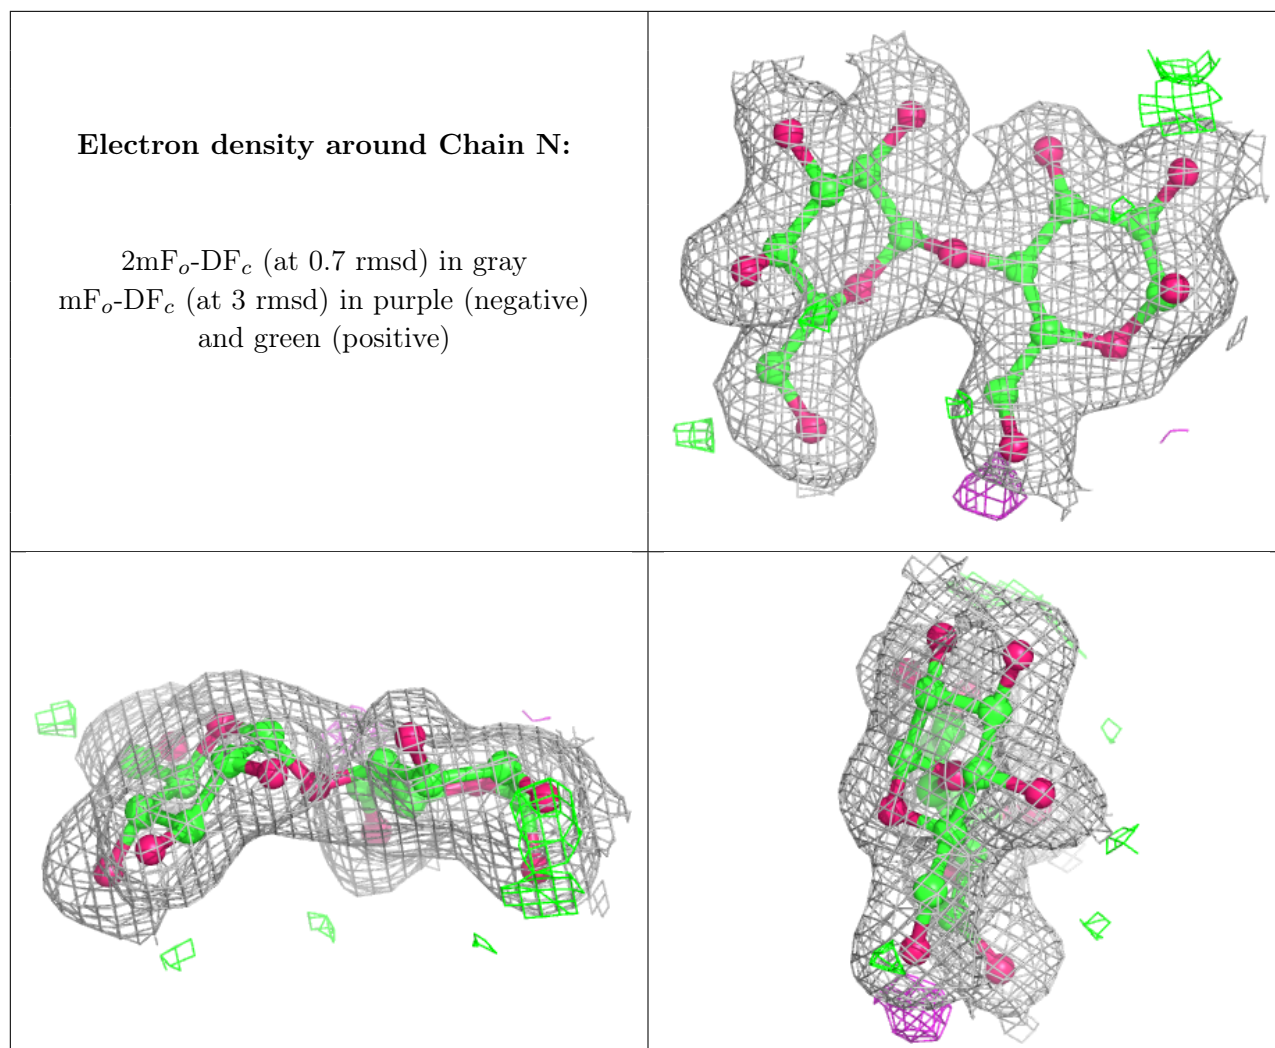 Electron density around Chain N:
2mF$_o$-DF$_c$ (at 0.7 rmsd) in gray
mF$_o$-DF$_c$ (at 3 rmsd) in purple (negative)
and green (positive)